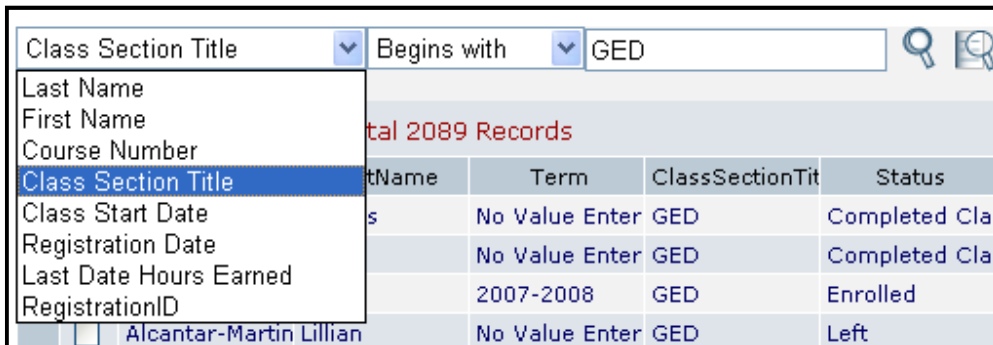 Class Section Title Begins with GED
Last Name
First Name
Course Number
Class Section Title
Class Start Date
Registration Date
Last Date Hours Earned
RegistrationID
tal 2089 Records
tName Term ClassSectionTit Status
s No Value Enter GED Completed Cla
No Value Enter GED Completed Cla
2007-2008 GED Enrolled
Alcantar-Martin Lillian No Value Enter GED Left